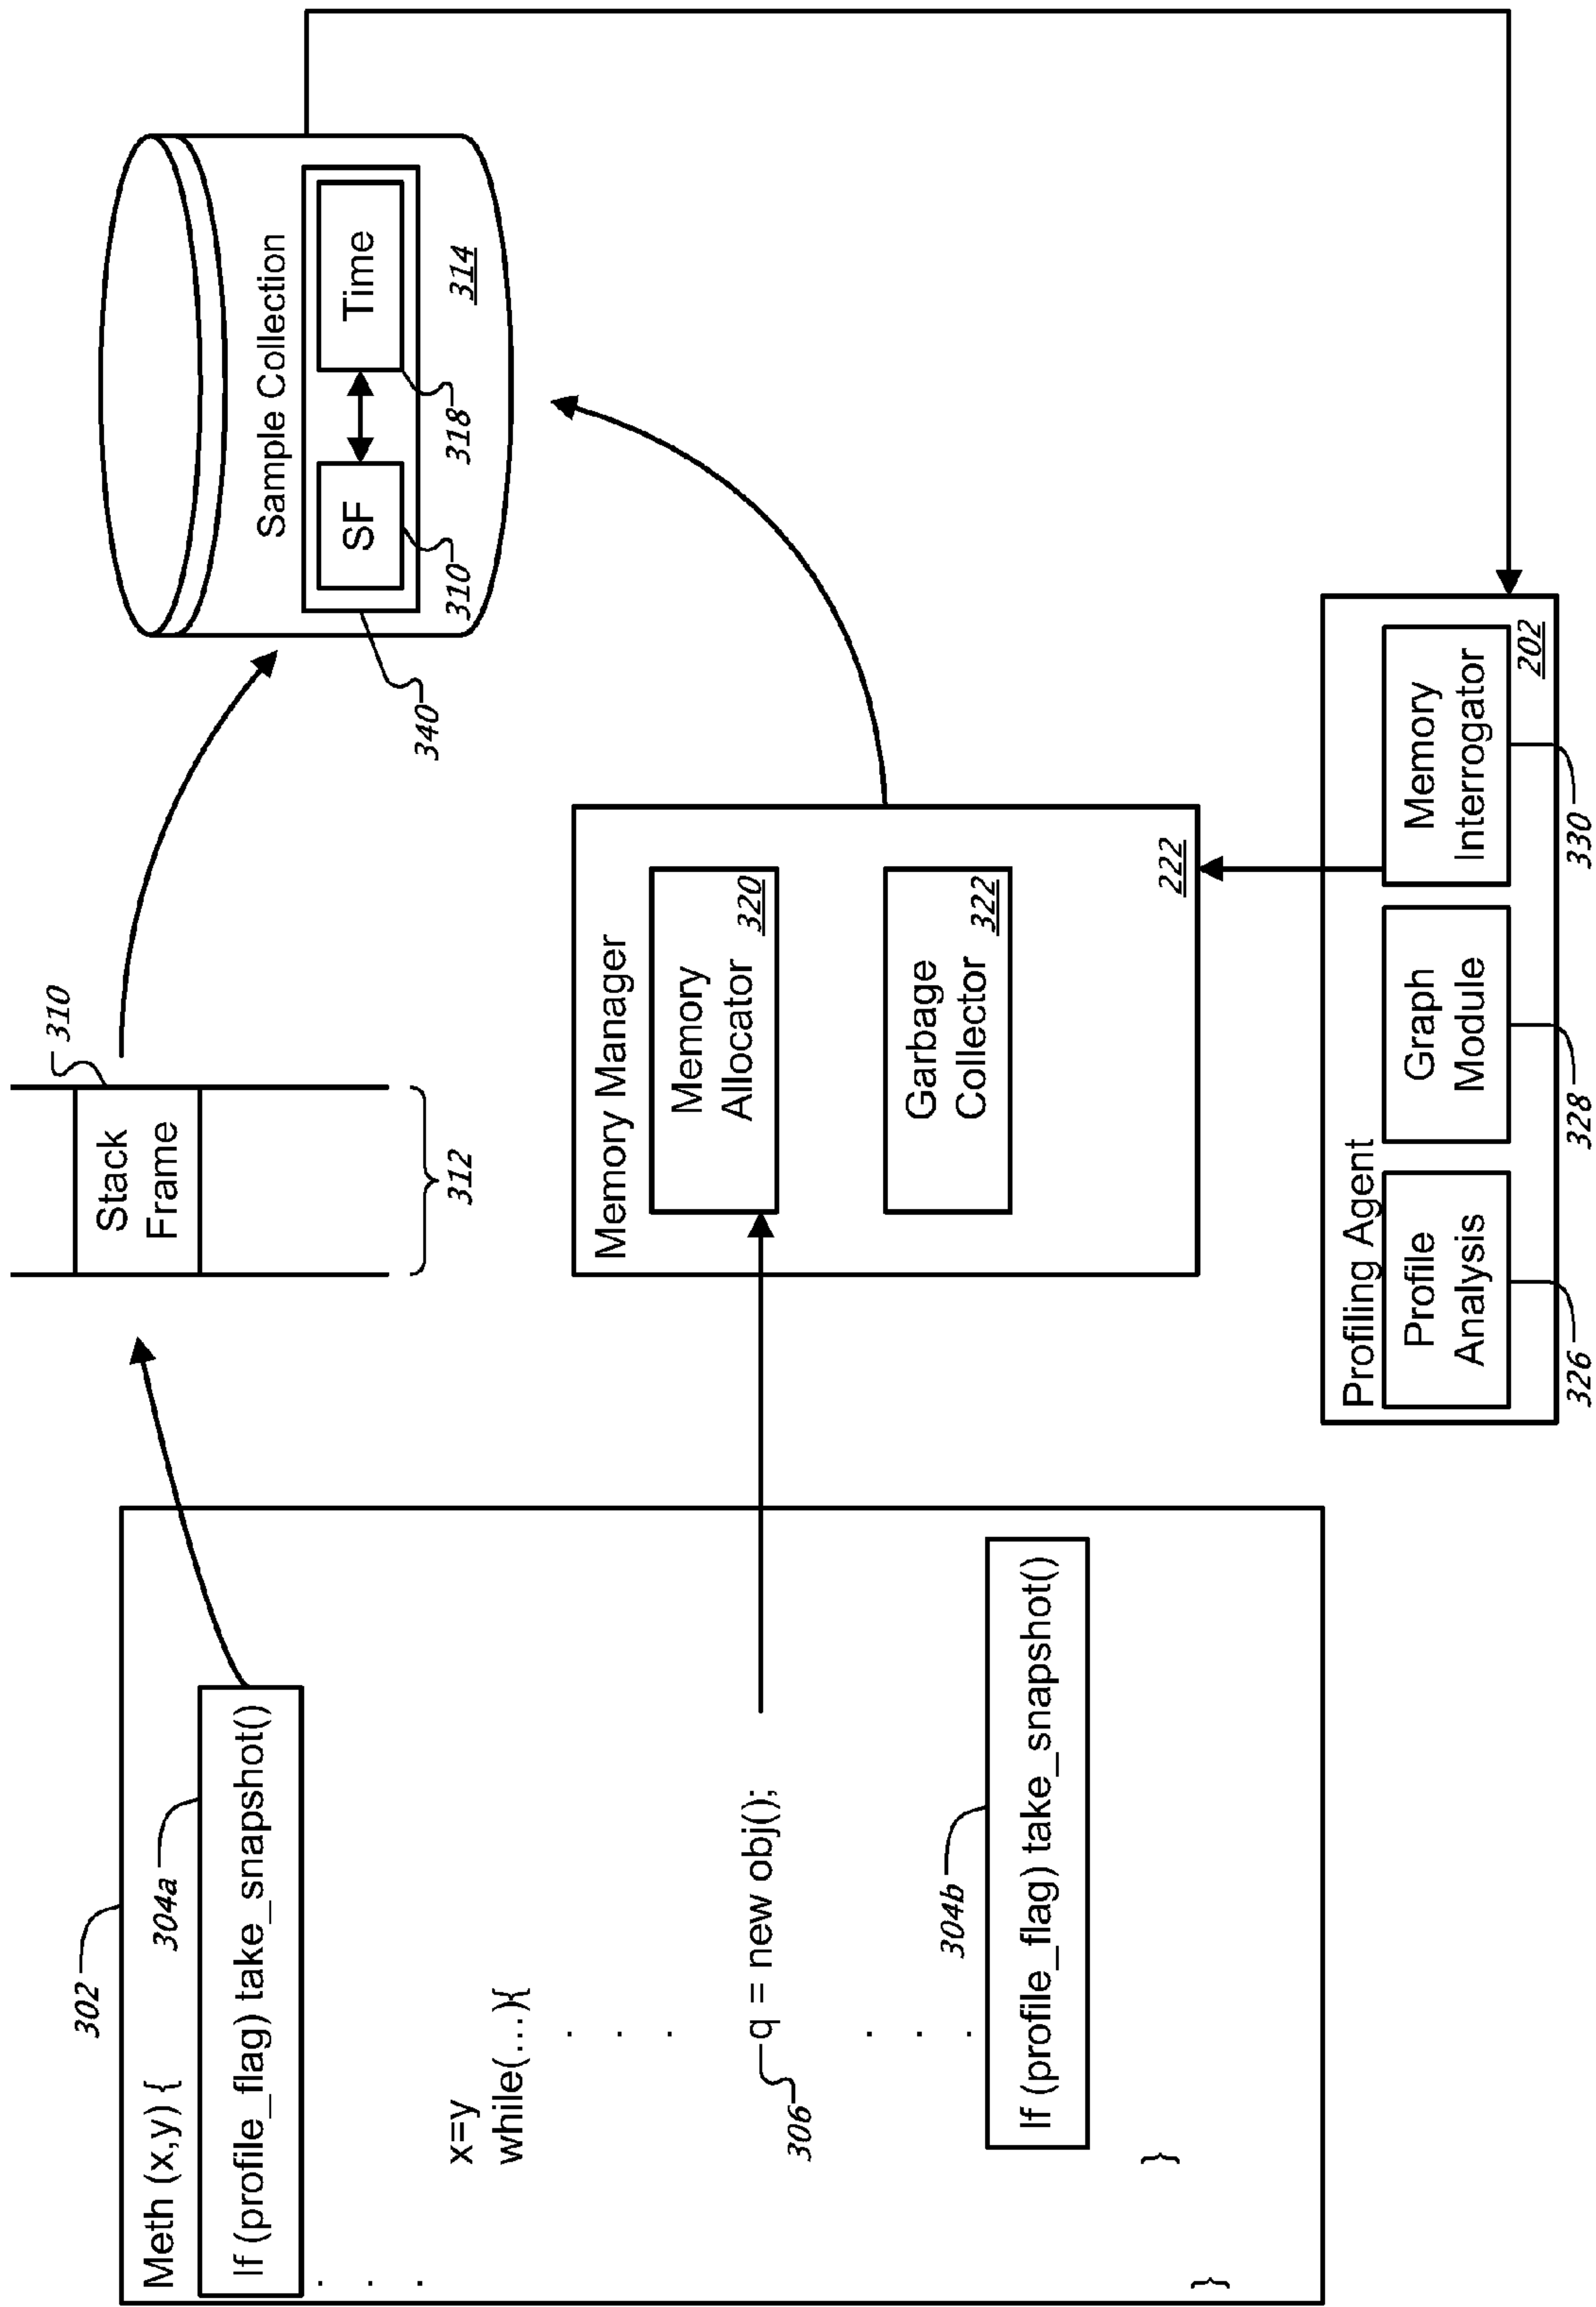 302
Meth (x,y) {
304a
If (profile_flag) take_snapshot()
.
.
.
x=y
while(...){
.
.
.
306
q = new obj();
.
.
.
304b
If (profile_flag) take_snapshot()
}
}
310
Stack
Frame
312
Memory Manager
Memory
Allocator
320
Garbage
Collector
322
222
Sample Collection
SF
Time
310
318
314
340
Profiling Agent
Profile
Analysis
Graph
Module
Memory
Interrogator
202
326
328
330